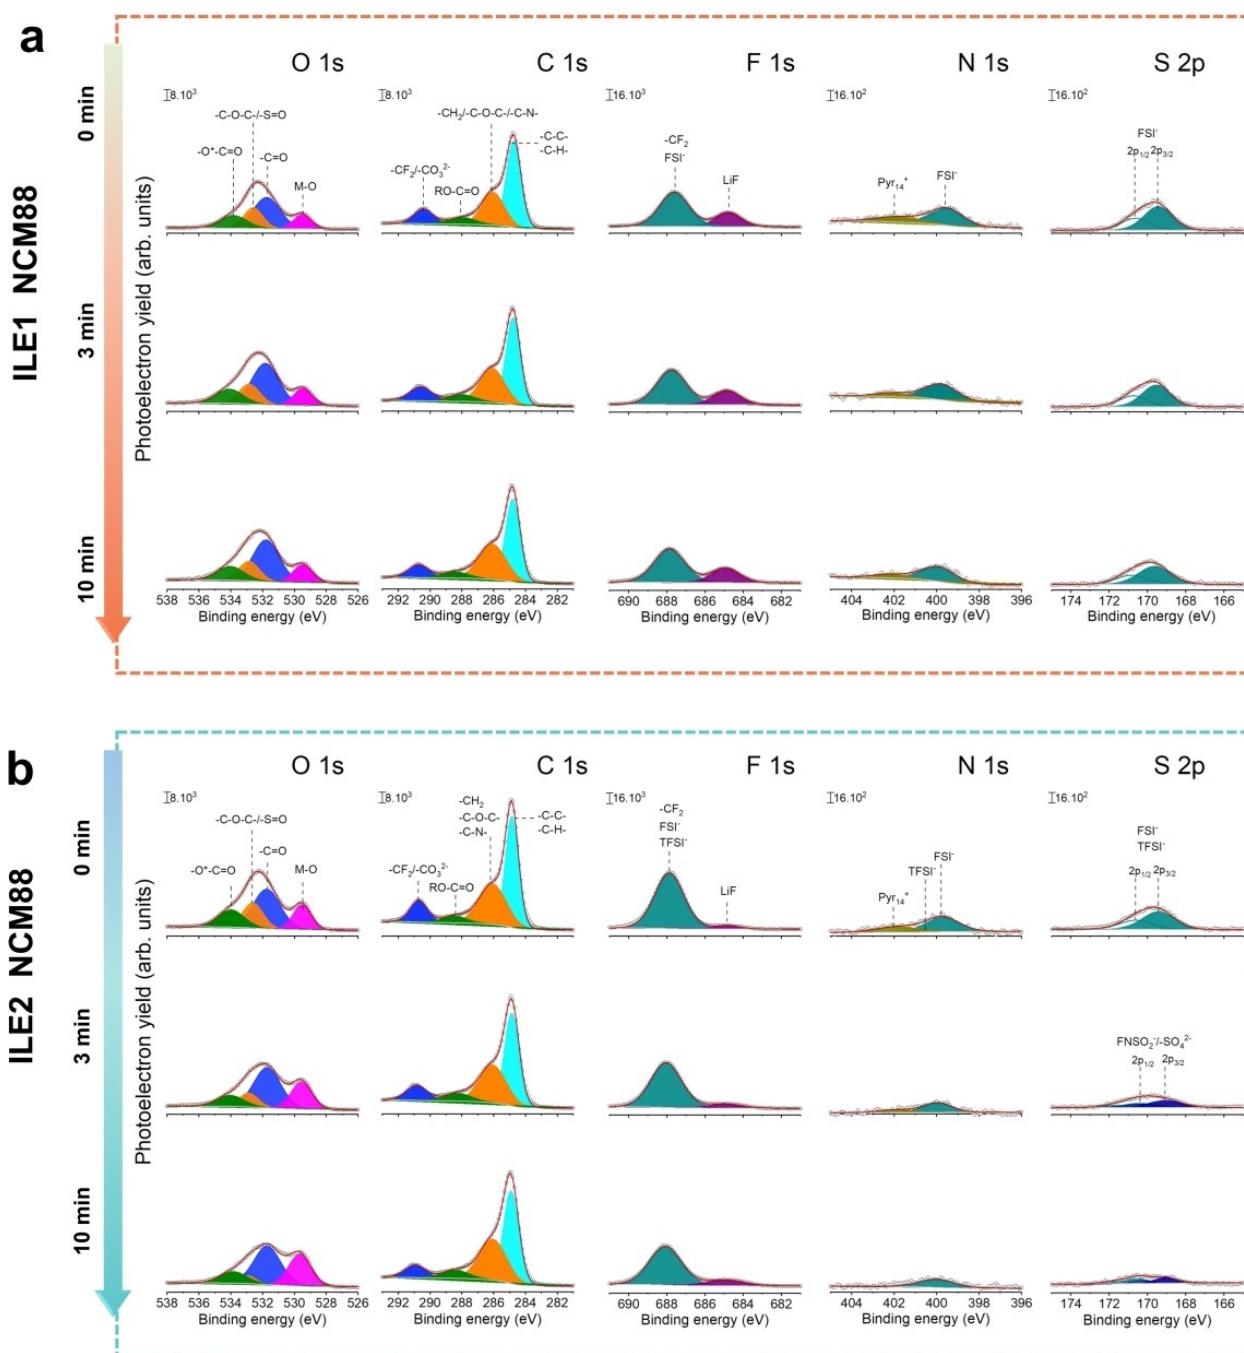 a
O 1s
C 1s
F 1s
N 1s
S 2p
ILE1 NCM88
0 min
3 min
10 min
Photoelectron yield (arb. units)
8.10³
-C-O-C-/-S=O
-O*-C=O
-C=O
M-O
8.10³
-CH₂/-C-O-C-/-C-N-
-C-C-
-C-H-
-CF₂/-CO₃²⁻
RO-C=O
16.10³
-CF₂
FSI⁻
LiF
16.10²
Pyr₁₄⁺
FSI⁻
16.10²
FSI⁻
2p₁/₂ 2p₃/₂
538 536 534 532 530 528 526
292 290 288 286 284 282 281
690 688 686 684 682
404 402 400 398 396
174 172 170 168 166
Binding energy (eV)
Binding energy (eV)
Binding energy (eV)
Binding energy (eV)
Binding energy (eV)
b
O 1s
C 1s
F 1s
N 1s
S 2p
ILE2 NCM88
0 min
3 min
10 min
Photoelectron yield (arb. units)
8.10³
-C-O-C-/-S=O
-O*-C=O
-C=O
M-O
8.10³
-CH₂
-C-O-C-
-C-N-
-C-C-
-C-H-
-CF₂/-CO₃²⁻
RO-C=O
16.10³
-CF₂
FSI⁻
TFSI⁻
LiF
16.10²
Pyr₁₄⁺
TFSI⁻
FSI⁻
16.10²
FSI⁻
TFSI⁻
2p₁/₂ 2p₃/₂
FNSO₂⁻/-SO₄²⁻
2p₁/₂ 2p₃/₂
538 536 534 532 530 528 526
292 290 288 286 284 282 281
690 688 686 684 682
404 402 400 398 396
174 172 170 168 166
Binding energy (eV)
Binding energy (eV)
Binding energy (eV)
Binding energy (eV)
Binding energy (eV)